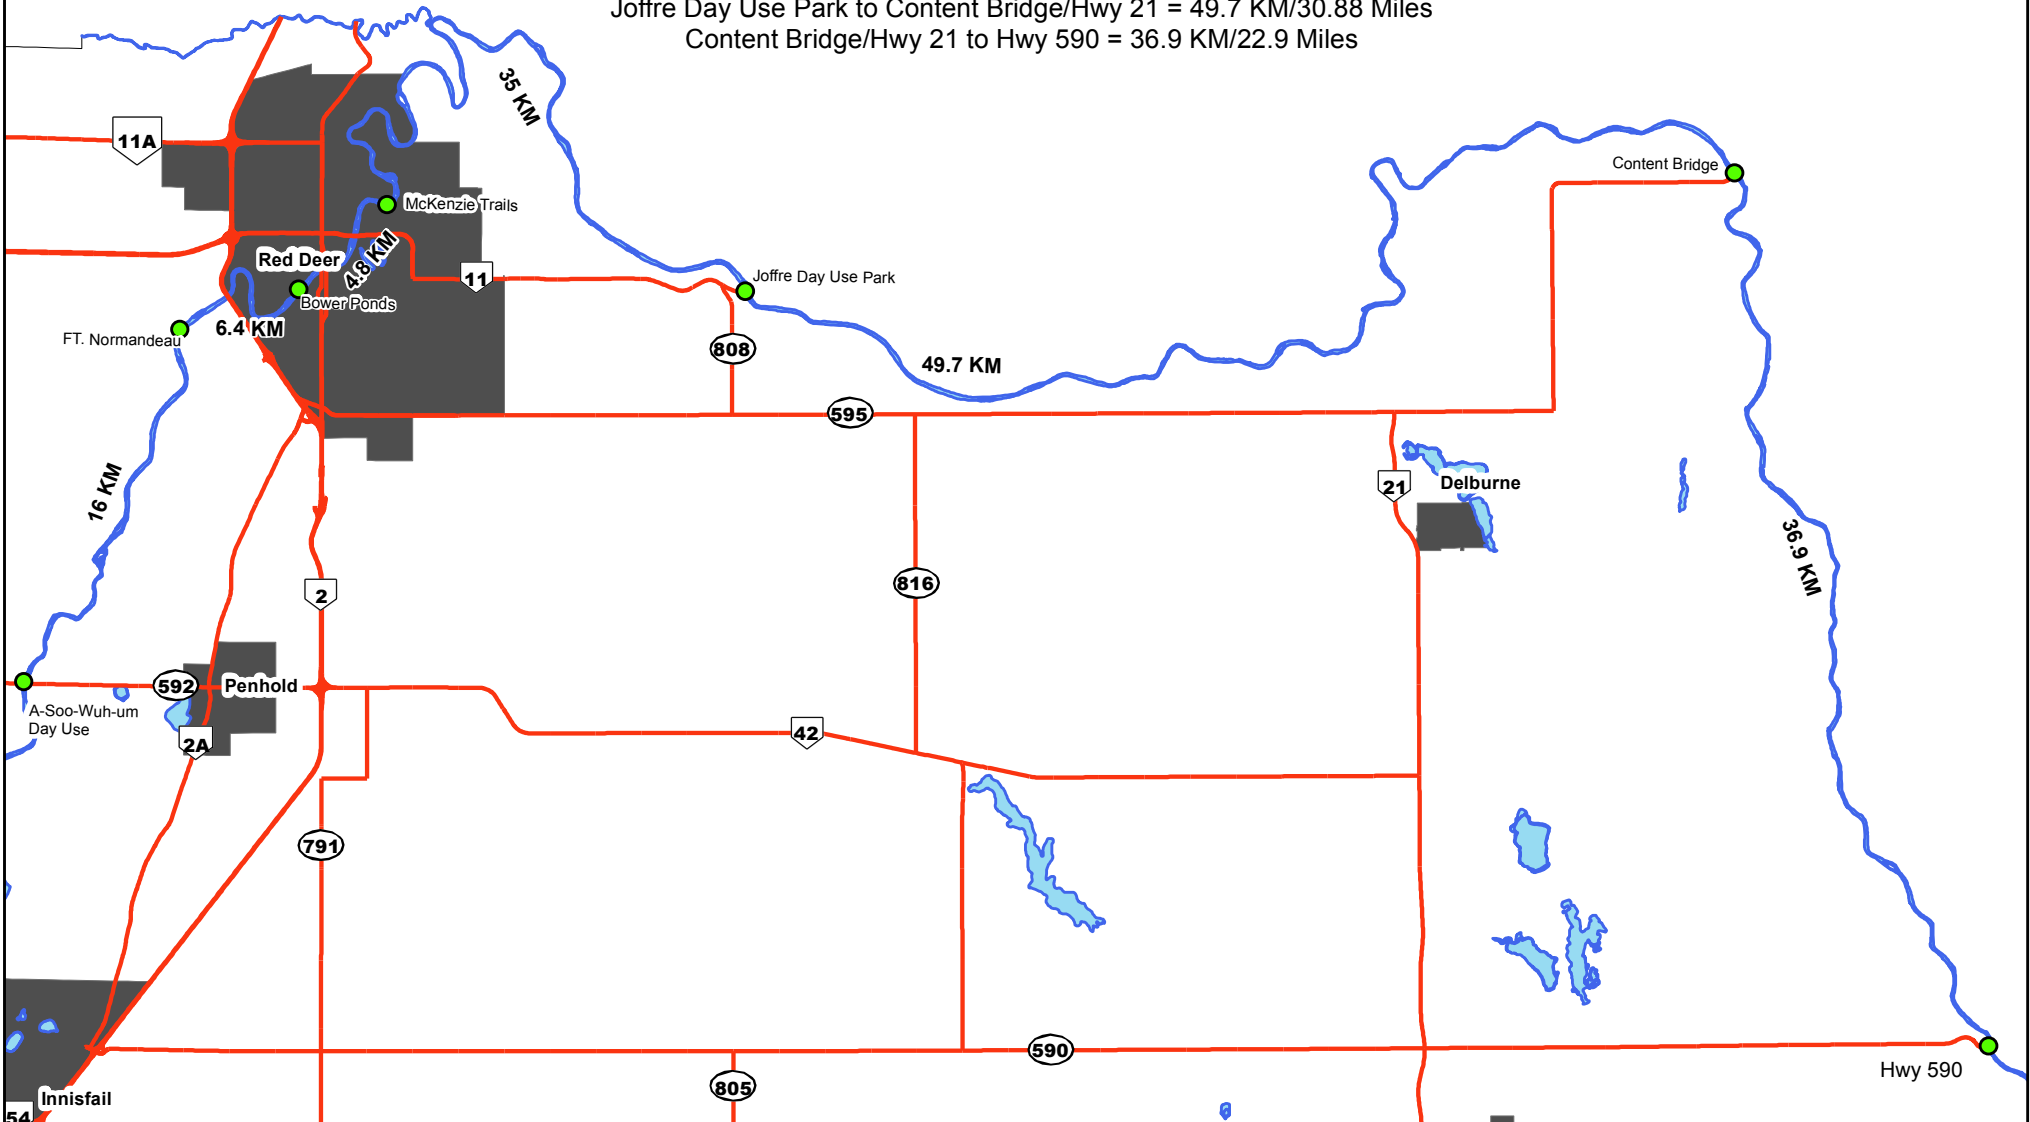 Joffre Day Use Park to Content Bridge/Hwy 21 = 49.7 KM/30.88 Miles
Content Bridge/Hwy 21 to Hwy 590 = 36.9 KM/22.9 Miles
35 KM
11A
Content Bridge
McKenzie Trails
Red Deer
4.8 KM
11
Joffre Day Use Park
Bower Ponds
6.4 KM
FT. Normandeau
808
49.7 KM
595
16 KM
21
Delburne
36.9 KM
2
816
592
Penhold
A-Soo-Wuh-um
Day Use
2A
42
791
590
Hwy 590
805
Innisfail
54